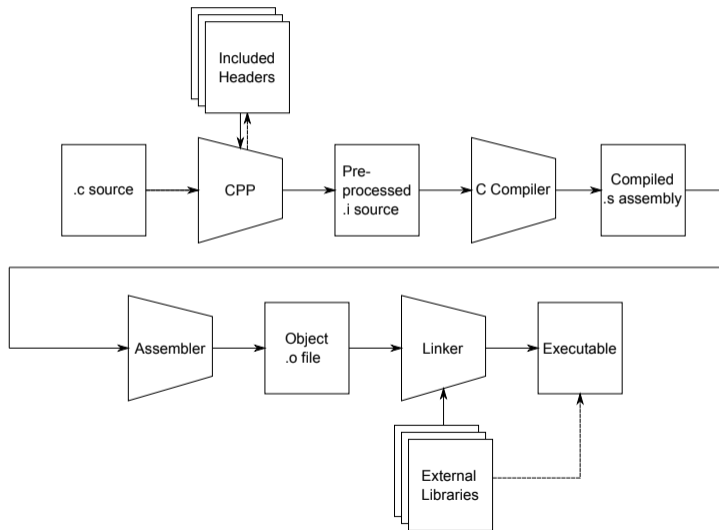 Included
Headers
.c source
CPP
Pre-
processed
.i source
C Compiler
Compiled
.s assembly
Assembler
Object
.o file
Linker
Executable
External
Libraries